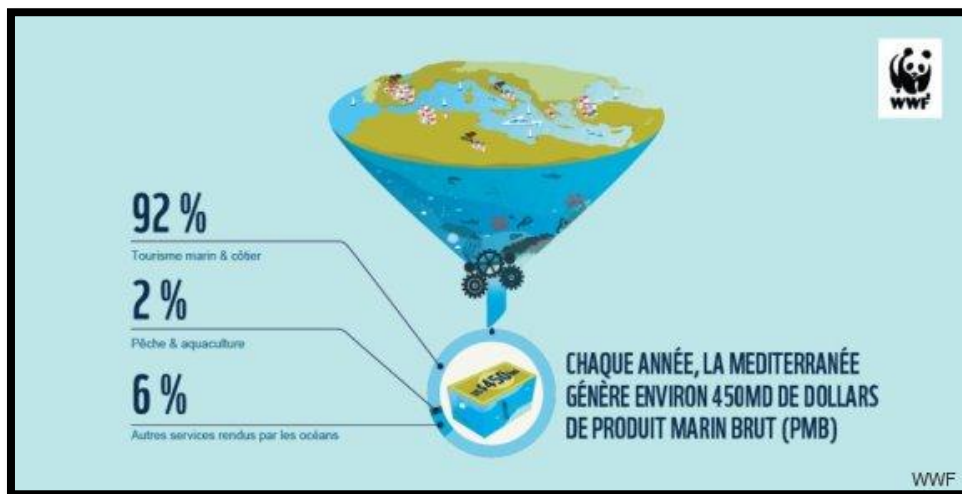 WWF
92 %
Tourisme marin & côtier
2 %
Pêche & aquaculture
6 %
Autres services rendus par les océans
CHAQUE ANNÉE, LA MEDITERRANÉE
GÉNÈRE ENVIRON 450MD DE DOLLARS
DE PRODUIT MARIN BRUT (PMB)
WWF